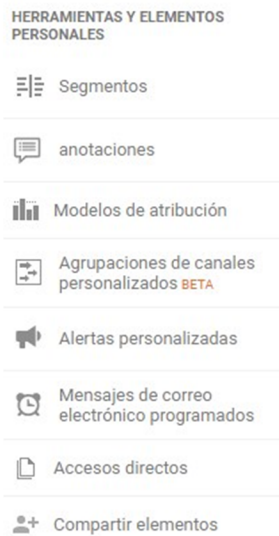 HERRAMIENTAS Y ELEMENTOS
PERSONALES
Segmentos
anotaciones
Modelos de atribución
Agrupaciones de canales
personalizados BETA
Alertas personalizadas
Mensajes de correo
electrónico programados
Accesos directos
Compartir elementos